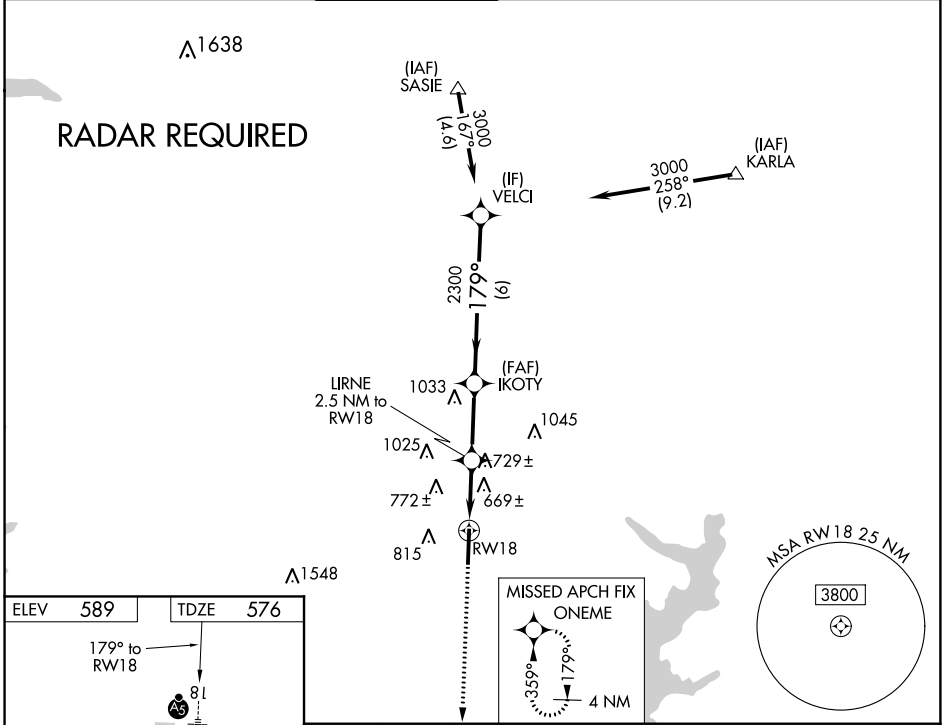 1638
RADAR REQUIRED
(IAF)
SASIE
3000
167°
(4.6)
(IAF)
KARLA
3000
258°
(9.2)
(IF)
VELCI
2300
179°
(6)
(FAF)
IKOTY
LIRNE
2.5 NM to
RW18
1033
1045
1025
729±
772±
669±
815
RW18
1548
MSA RW18 25 NM
3800
MISSED APCH FIX
ONEME
359°
179°
4 NM
ELEV 589
TDZE 576
179° to
RW18
18
A5